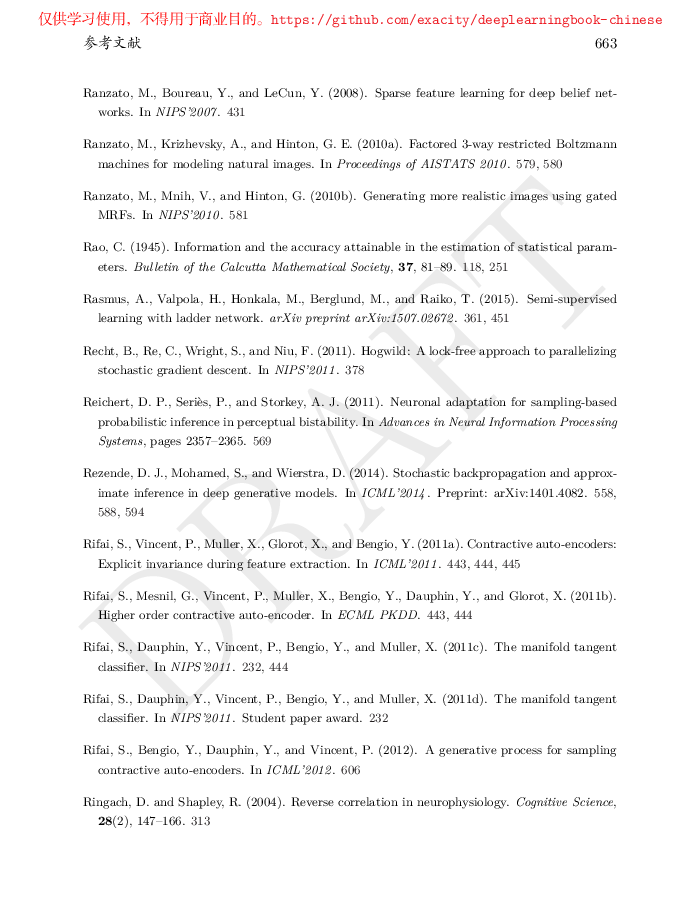 仅供学习使用，不得用于商业目的。https://github.com/exacity/deeplearningbook-chinese
参考文献 663
Ranzato, M., Boureau, Y., and LeCun, Y. (2008). Sparse feature learning for deep belief net-
works. In NIPS'2007. 431
Ranzato, M., Krizhevsky, A., and Hinton, G. E. (2010a). Factored 3-way restricted Boltzmann
machines for modeling natural images. In Proceedings of AISTATS 2010. 579, 580
Ranzato, M., Mnih, V., and Hinton, G. (2010b). Generating more realistic images using gated
MRFs. In NIPS'2010. 581
Rao, C. (1945). Information and the accuracy attainable in the estimation of statistical param-
eters. Bulletin of the Calcutta Mathematical Society, 37, 81–89. 118, 251
Rasmus, A., Valpola, H., Honkala, M., Berglund, M., and Raiko, T. (2015). Semi-supervised
learning with ladder network. arXiv preprint arXiv:1507.02672. 361, 451
Recht, B., Re, C., Wright, S., and Niu, F. (2011). Hogwild: A lock-free approach to parallelizing
stochastic gradient descent. In NIPS'2011. 378
Reichert, D. P., Seriès, P., and Storkey, A. J. (2011). Neuronal adaptation for sampling-based
probabilistic inference in perceptual bistability. In Advances in Neural Information Processing
Systems, pages 2357–2365. 569
Rezende, D. J., Mohamed, S., and Wierstra, D. (2014). Stochastic backpropagation and approx-
imate inference in deep generative models. In ICML'2014. Preprint: arXiv:1401.4082. 558,
588, 594
Rifai, S., Vincent, P., Muller, X., Glorot, X., and Bengio, Y. (2011a). Contractive auto-encoders:
Explicit invariance during feature extraction. In ICML'2011. 443, 444, 445
Rifai, S., Mesnil, G., Vincent, P., Muller, X., Bengio, Y., Dauphin, Y., and Glorot, X. (2011b).
Higher order contractive auto-encoder. In ECML PKDD. 443, 444
Rifai, S., Dauphin, Y., Vincent, P., Bengio, Y., and Muller, X. (2011c). The manifold tangent
classifier. In NIPS'2011. 232, 444
Rifai, S., Dauphin, Y., Vincent, P., Bengio, Y., and Muller, X. (2011d). The manifold tangent
classifier. In NIPS'2011. Student paper award. 232
Rifai, S., Bengio, Y., Dauphin, Y., and Vincent, P. (2012). A generative process for sampling
contractive auto-encoders. In ICML'2012. 606
Ringach, D. and Shapley, R. (2004). Reverse correlation in neurophysiology. Cognitive Science,
28(2), 147–166. 313
DRAFT